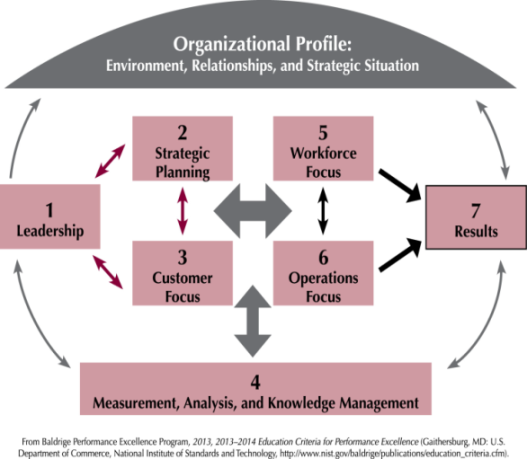 Organizational Profile:
Environment, Relationships, and Strategic Situation
2
Strategic
Planning
5
Workforce
Focus
1
Leadership
7
Results
3
Customer
Focus
6
Operations
Focus
4
Measurement, Analysis, and Knowledge Management
From Baldrige Performance Excellence Program, 2013, 2013–2014 Education Criteria for Performance Excellence (Gaithersburg, MD: U.S.
Department of Commerce, National Institute of Standards and Technology, http://www.nist.gov/baldrige/publications/education_criteria.cfm).